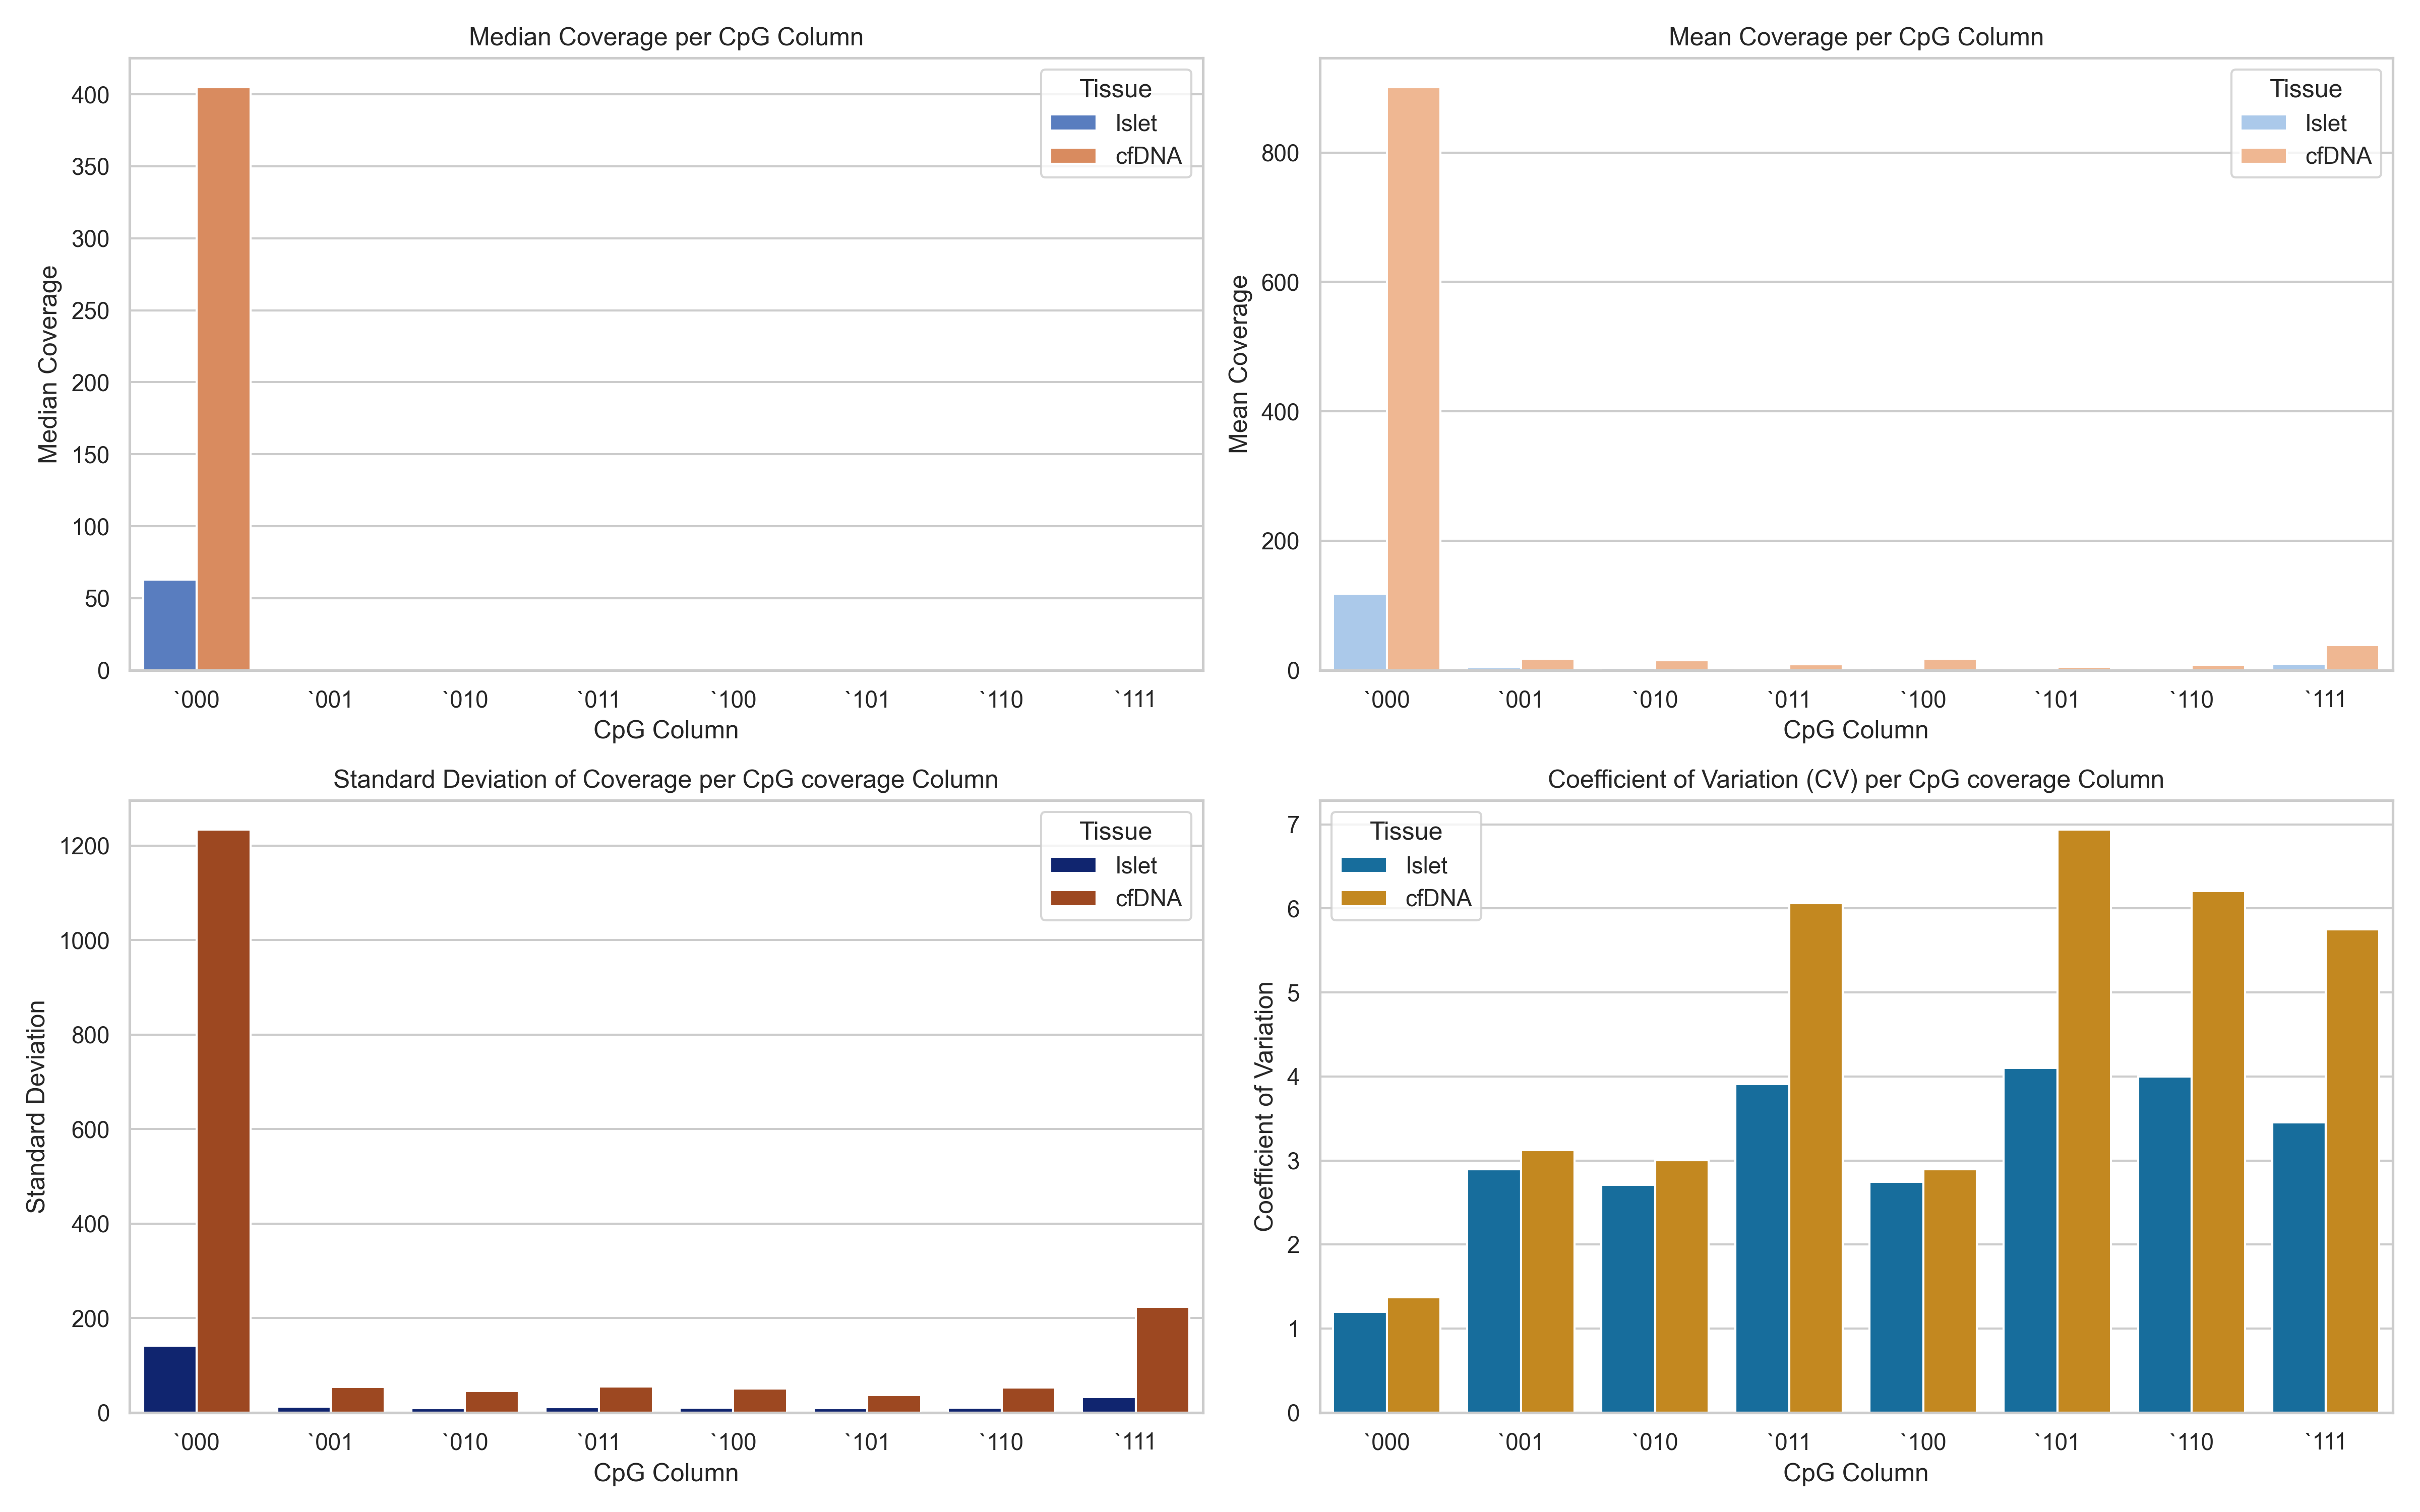 Median Coverage per CpG Column
Median Coverage
400
350
300
250
200
150
100
50
0
Tissue
Islet
cfDNA
`000 `001 `010 `011 `100 `101 `110 `111
CpG Column
Mean Coverage per CpG Column
Mean Coverage
800
600
400
200
0
Tissue
Islet
cfDNA
`000 `001 `010 `011 `100 `101 `110 `111
CpG Column
Standard Deviation of Coverage per CpG coverage Column
Standard Deviation
1200
1000
800
600
400
200
0
Tissue
Islet
cfDNA
`000 `001 `010 `011 `100 `101 `110 `111
CpG Column
Coefficient of Variation (CV) per CpG coverage Column
Coefficient of Variation
7
6
5
4
3
2
1
0
Tissue
Islet
cfDNA
`000 `001 `010 `011 `100 `101 `110 `111
CpG Column